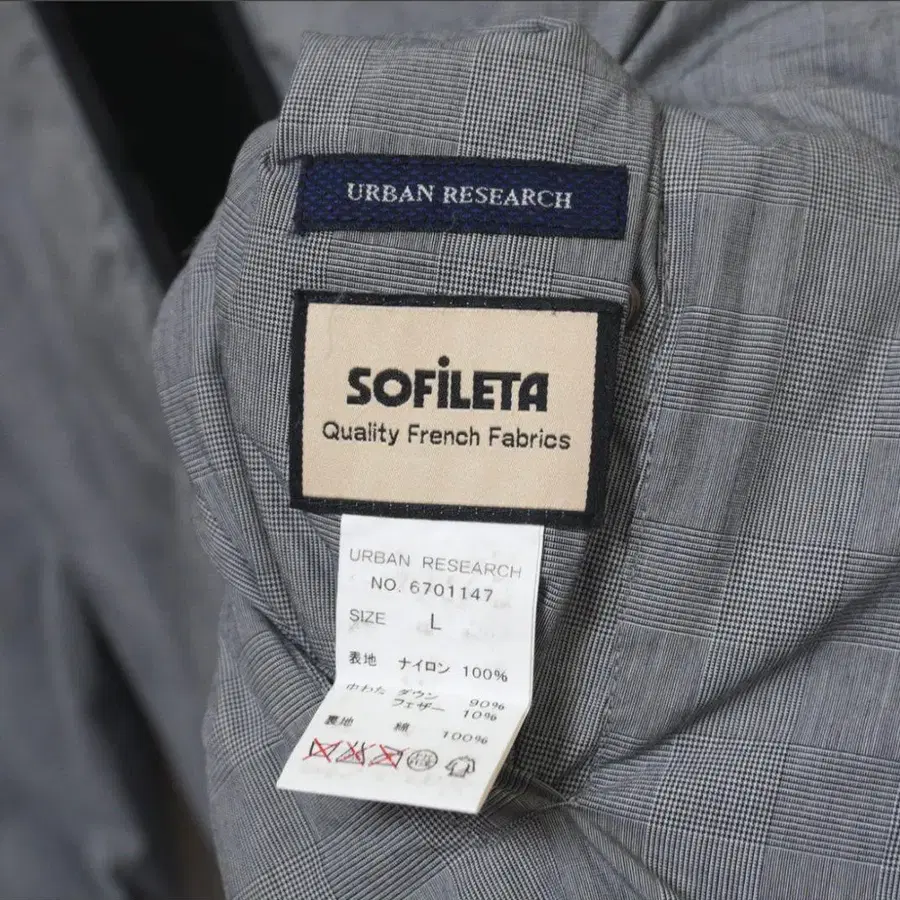 URBAN RESEARCH
SOFiLETA
Quality French Fabrics
URBAN RESEARCH
NO. 6701147
SIZE L
表地 ナイロン 100%
中わた ダウン 90%
フェザー 10%
裏地 綿 100%